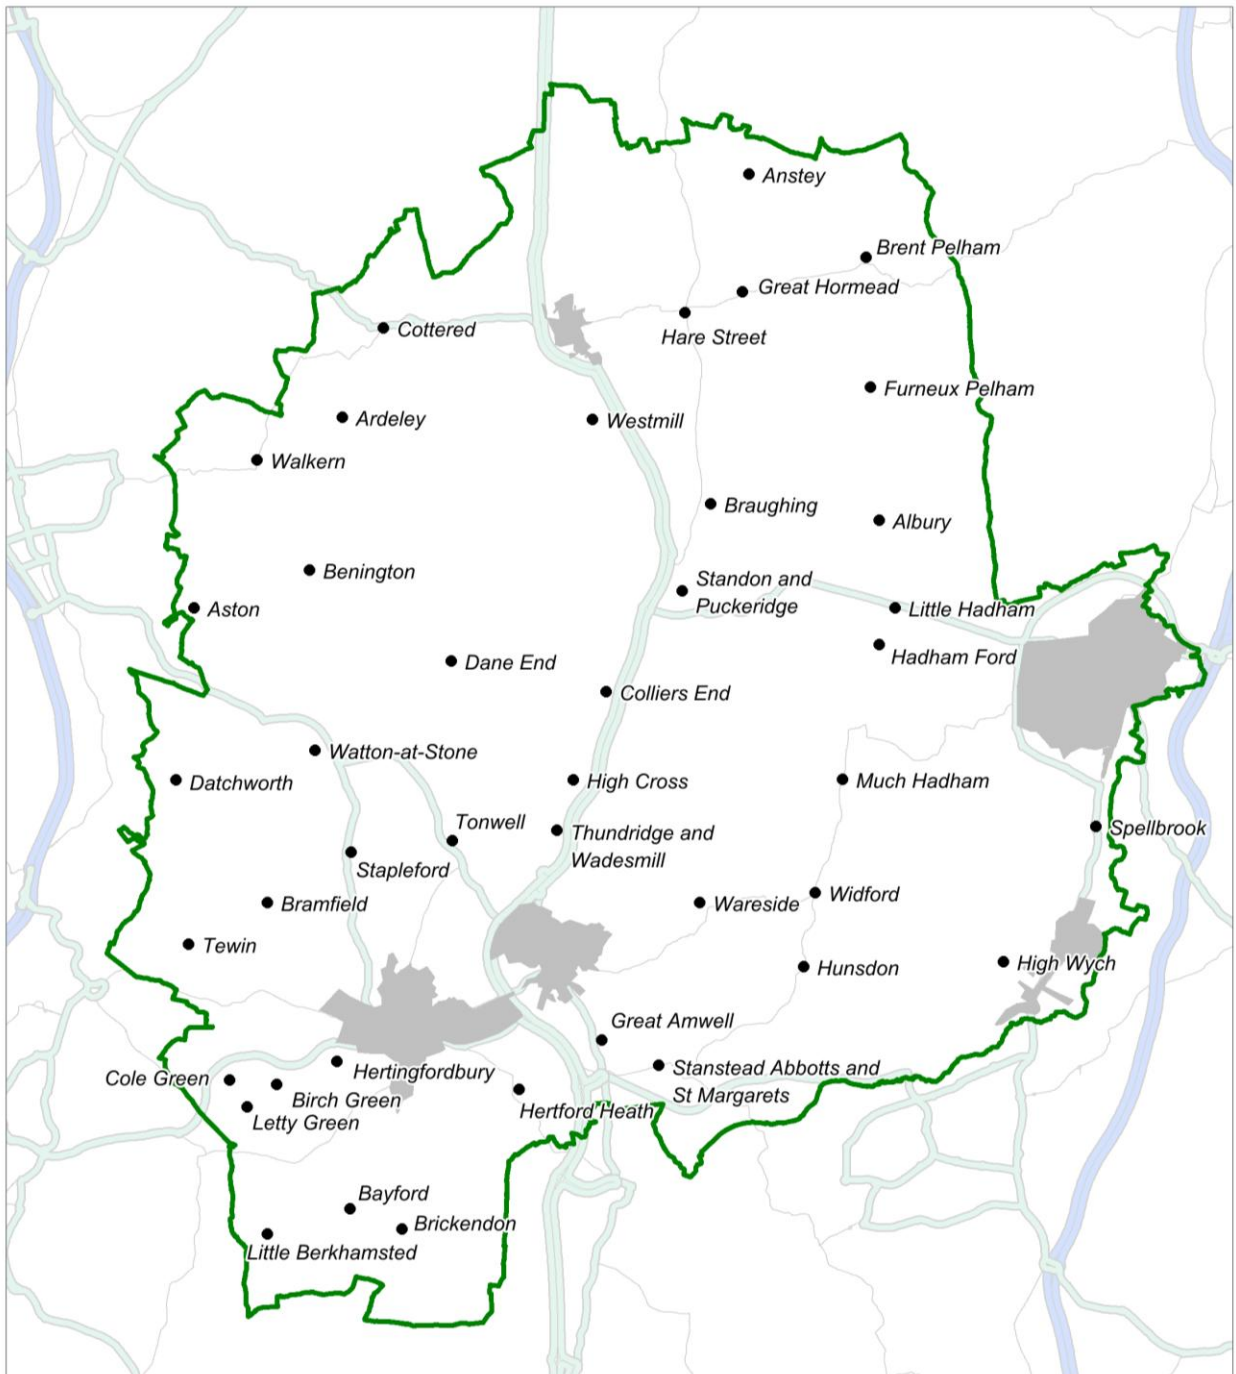 Anstey
Brent Pelham
Great Hormead
Cottered
Hare Street
Furneux Pelham
Ardeley
Westmill
Walkern
Braughing
Albury
Benington
Standon and
Puckeridge
Aston
Little Hadham
Hadham Ford
Dane End
Colliers End
Watton-at-Stone
Datchworth
High Cross
Much Hadham
Tonwell
Thundridge and
Wadesmill
Spellbrook
Stapleford
Bramfield
Wareside
Widford
Tewin
Hunsdon
High Wych
Great Amwell
Cole Green
Hertingfordbury
Stanstead Abbotts and
St Margarets
Birch Green
Hertford Heath
Letty Green
Bayford
Brickendon
Little Berkhamsted